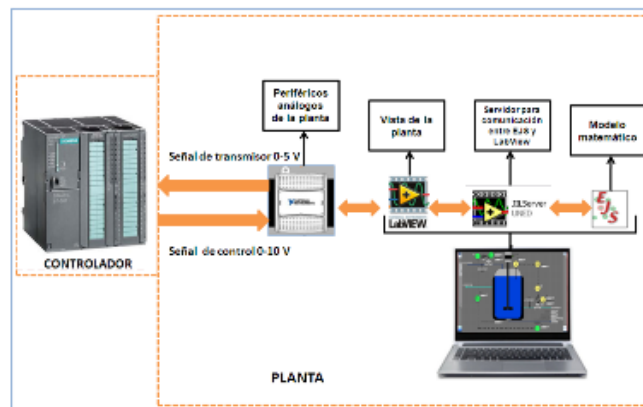 Periféricos
análogos
de la planta
Vista de la
planta
Servidor para
comunicación
entre EJS y
LabView
Modelo
matemático
SIEMENS
Señal de transmisor 0-5 V
Señal de control 0-10 V
LabVIEW
JILServer
UNED
EJS
CONTROLADOR
PLANTA